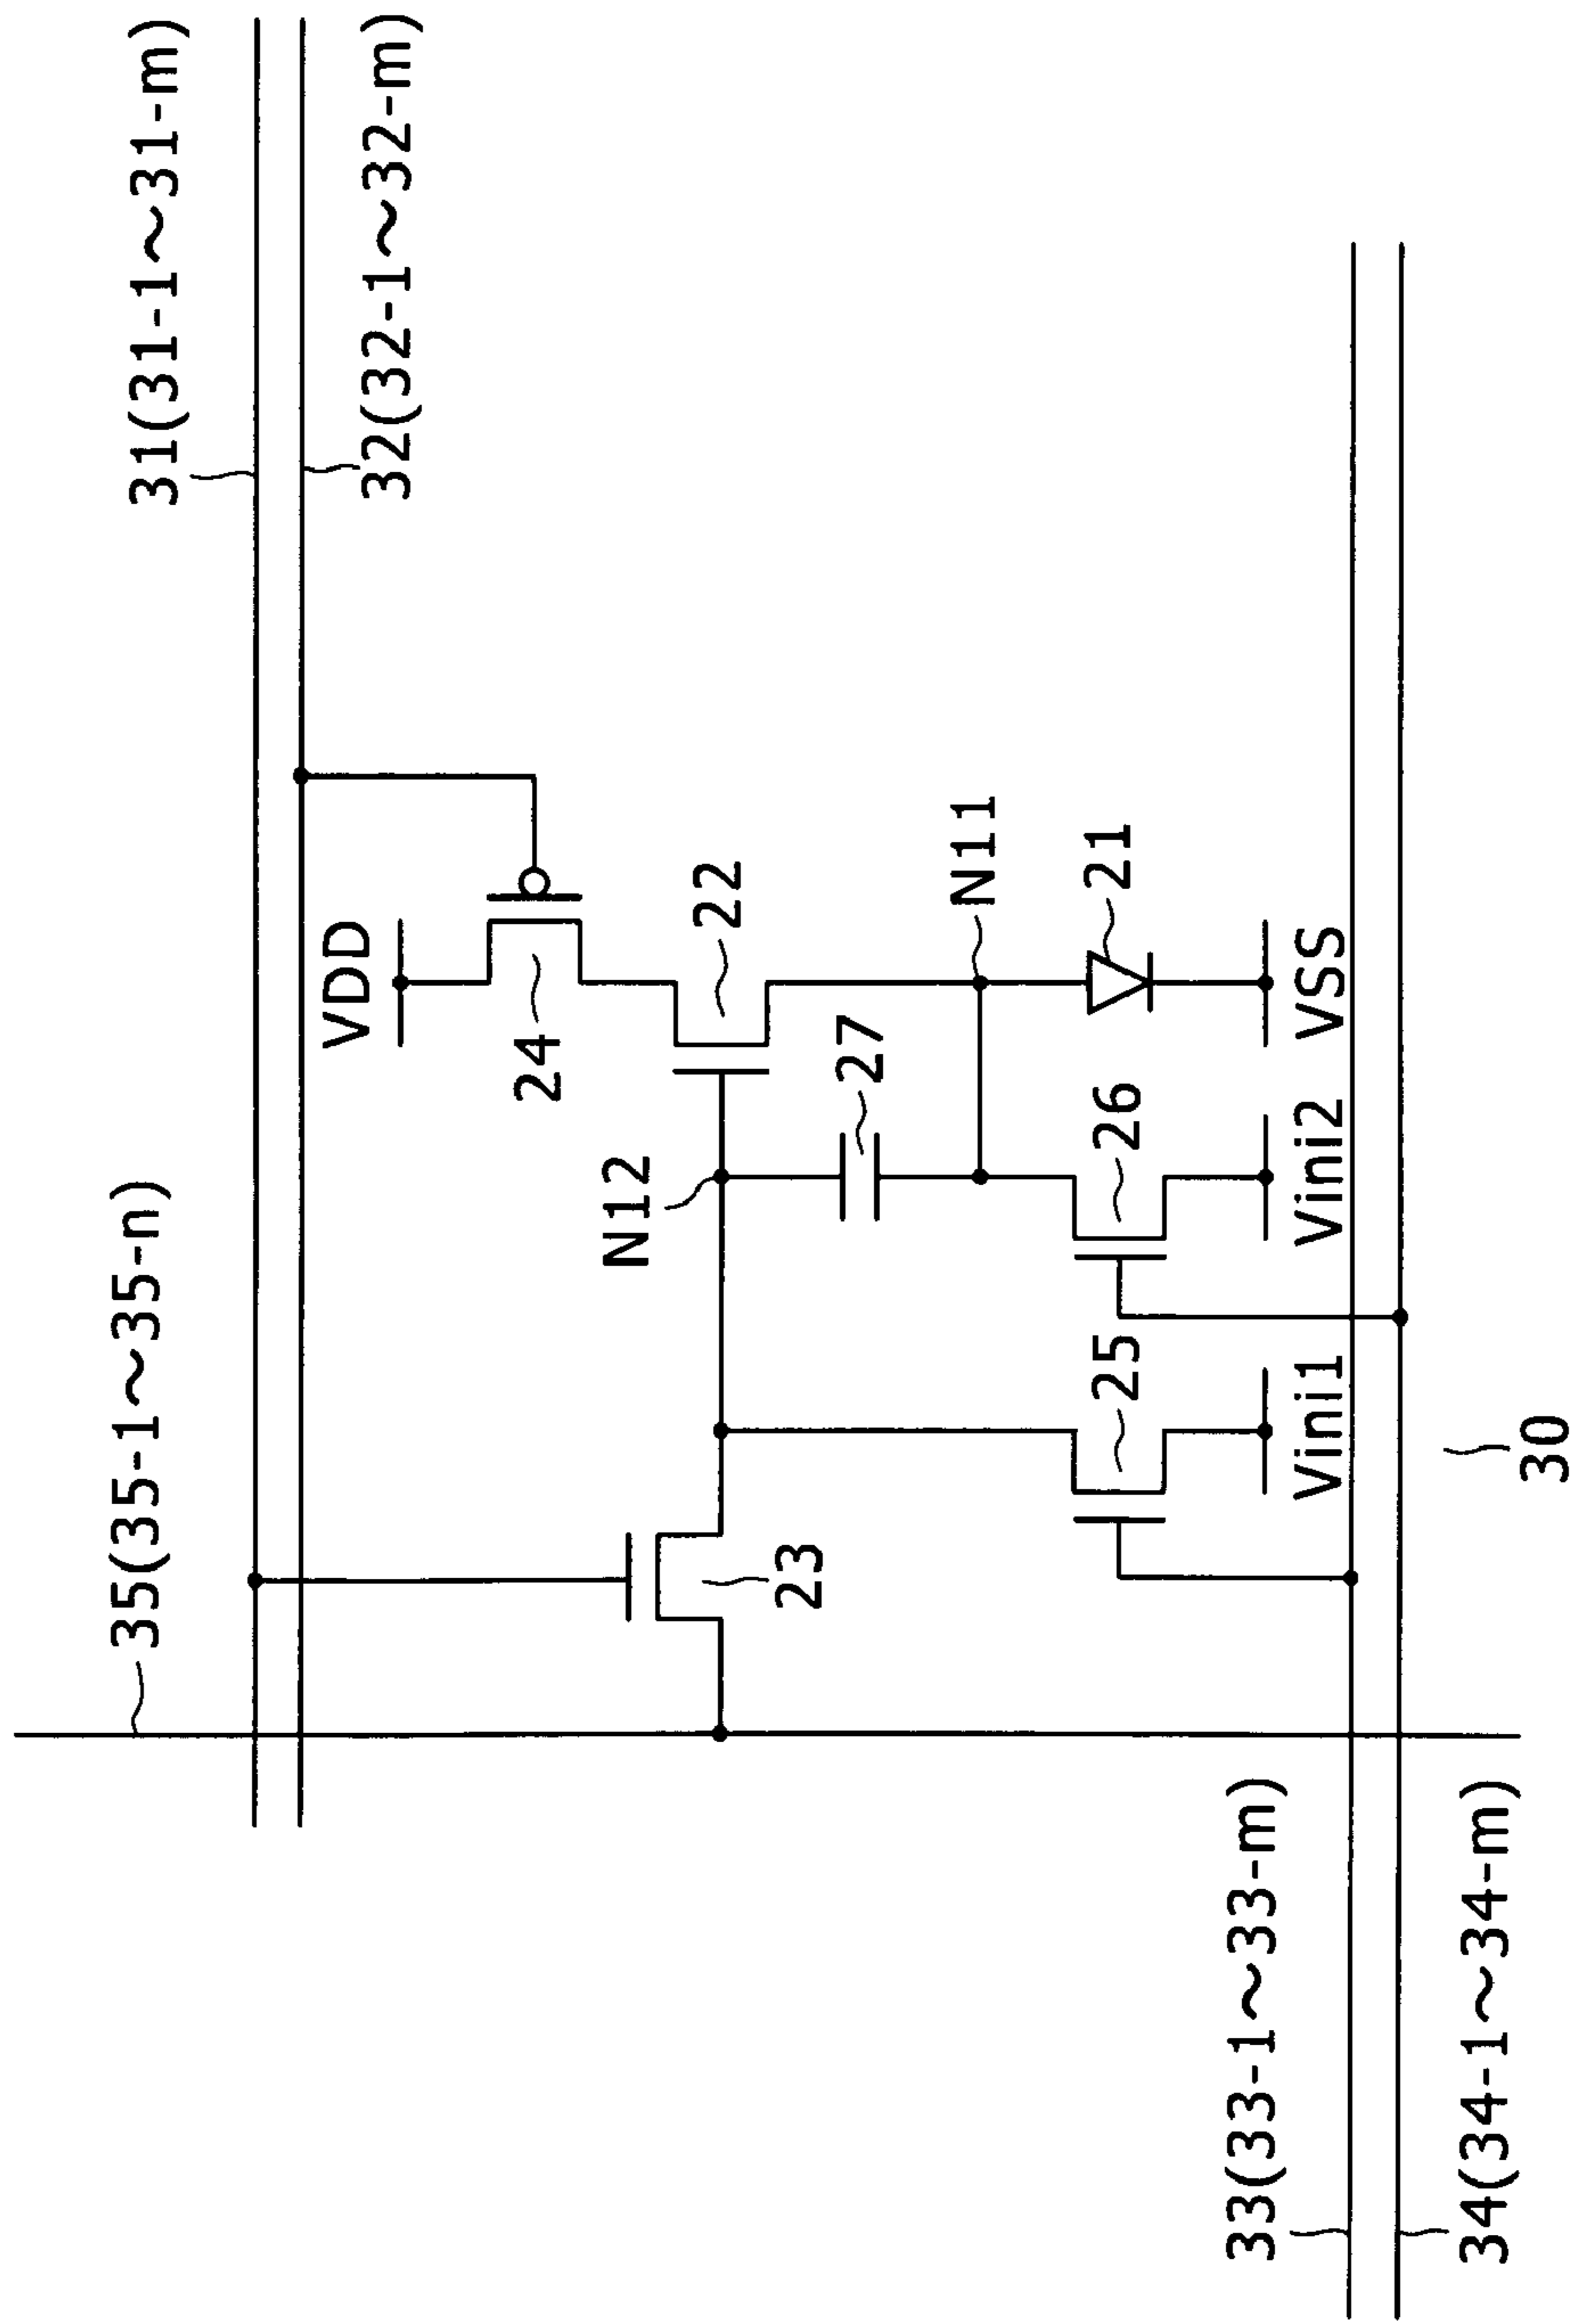 35(35-1~35-n)
31(31-1~31-m)
32(32-1~32-m)
VDD
24
22
N12
23
27
N11
25
26
21
Vini1
Vini2
VSS
33(33-1~33-m)
34(34-1~34-m)
30